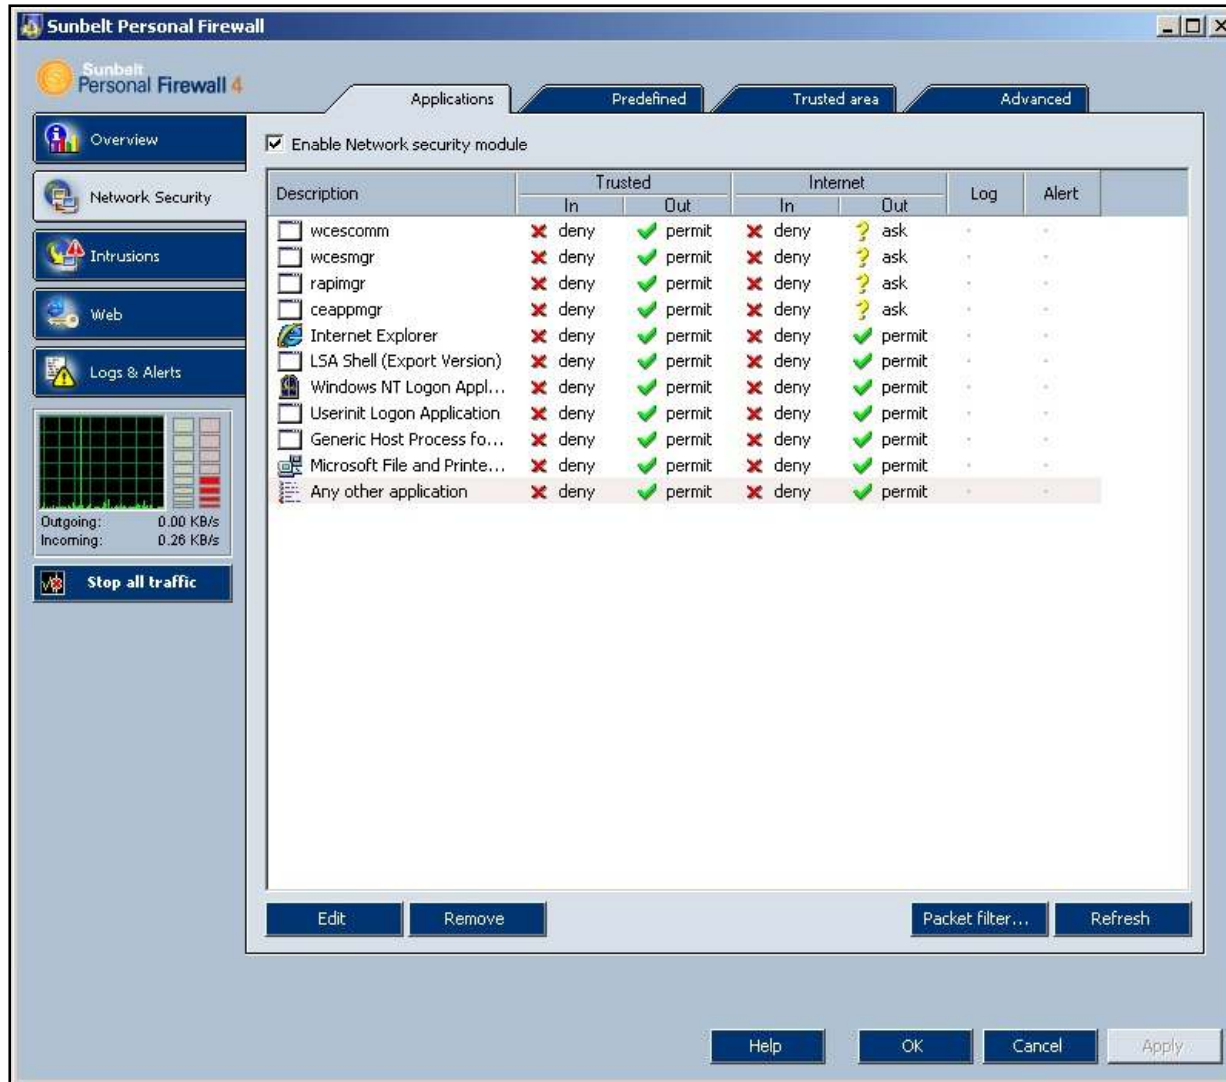 Sunbelt Personal Firewall
Sunbelt
Personal Firewall 4
Applications Predefined Trusted area Advanced
Overview
Network Security
Intrusions
Web
Logs & Alerts
Outgoing: 0.00 KB/s
Incoming: 0.26 KB/s
Stop all traffic
Enable Network security module
Description Trusted Internet Log Alert
In Out In Out
wcescomm deny permit deny ask
wcesmgr deny permit deny ask
rapimgr deny permit deny ask
ceappmgr deny permit deny ask
Internet Explorer deny permit deny permit
LSA Shell (Export Version) deny permit deny permit
Windows NT Logon Appl... deny permit deny permit
Userinit Logon Application deny permit deny permit
Generic Host Process fo... deny permit deny permit
Microsoft File and Printe... deny permit deny permit
Any other application deny permit deny permit
Edit Remove Packet filter... Refresh
Help OK Cancel Apply